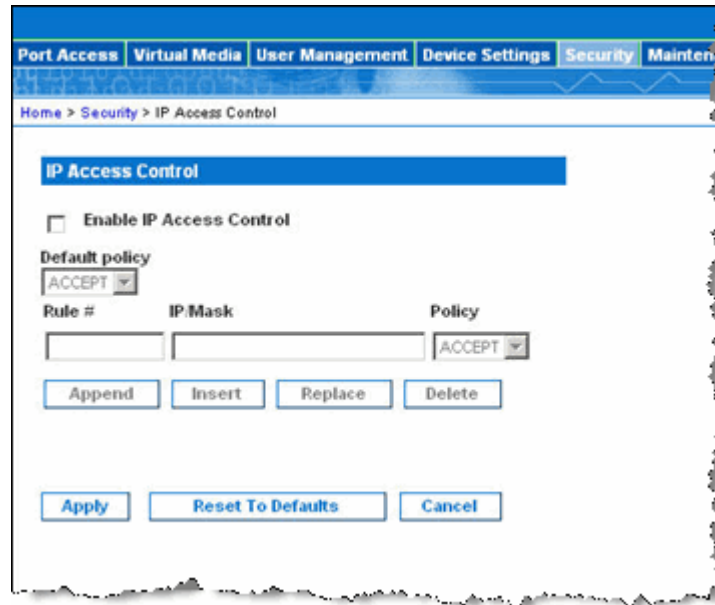 Port Access Virtual Media User Management Device Settings Security Mainten
Home > Security > IP Access Control
IP Access Control
Enable IP Access Control
Default policy
ACCEPT
Rule # IP/Mask Policy
ACCEPT
Append Insert Replace Delete
Apply Reset To Defaults Cancel